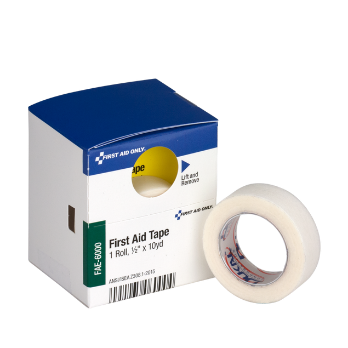 FIRST AID ONLY
ape
Lift and
Remove
FIRST AID ONLY
FAE-6000
First Aid Tape
1 Roll, ½" x 10yd